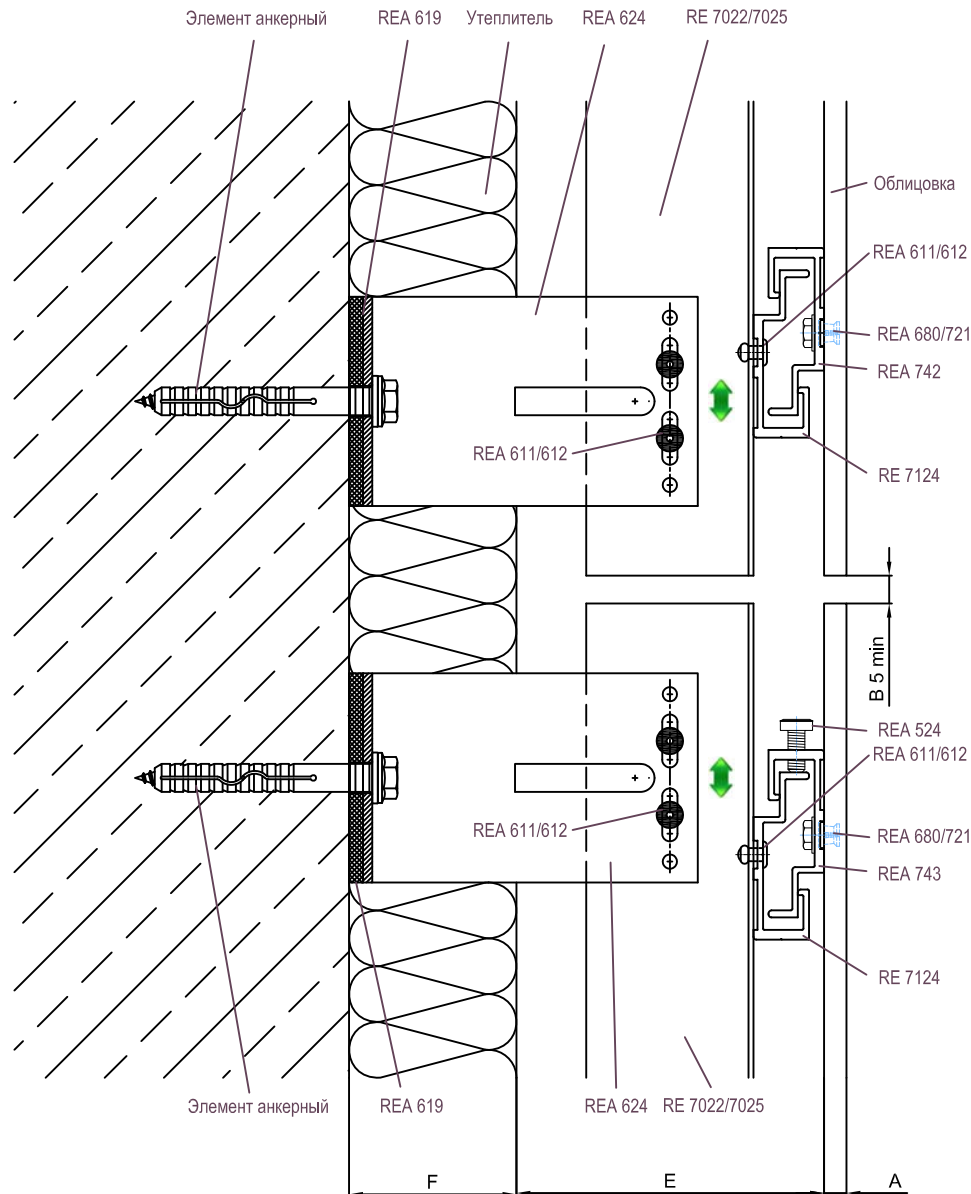 Элемент анкерный
REA 619
Утеплитель
REA 624
RE 7022/7025
Облицовка
REA 611/612
REA 680/721
REA 742
REA 611/612
RE 7124
B 5 min
REA 524
REA 611/612
REA 680/721
REA 611/612
REA 743
RE 7124
Элемент анкерный
REA 619
REA 624
RE 7022/7025
F
E
A